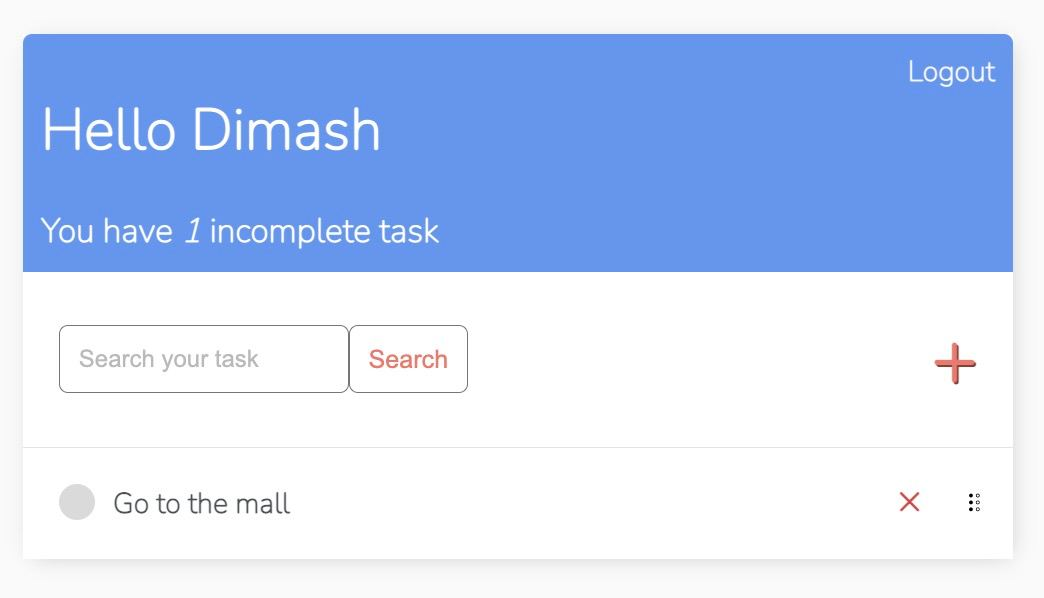 Logout
Hello Dimash
You have 1 incomplete task
Search your task Search
Go to the mall